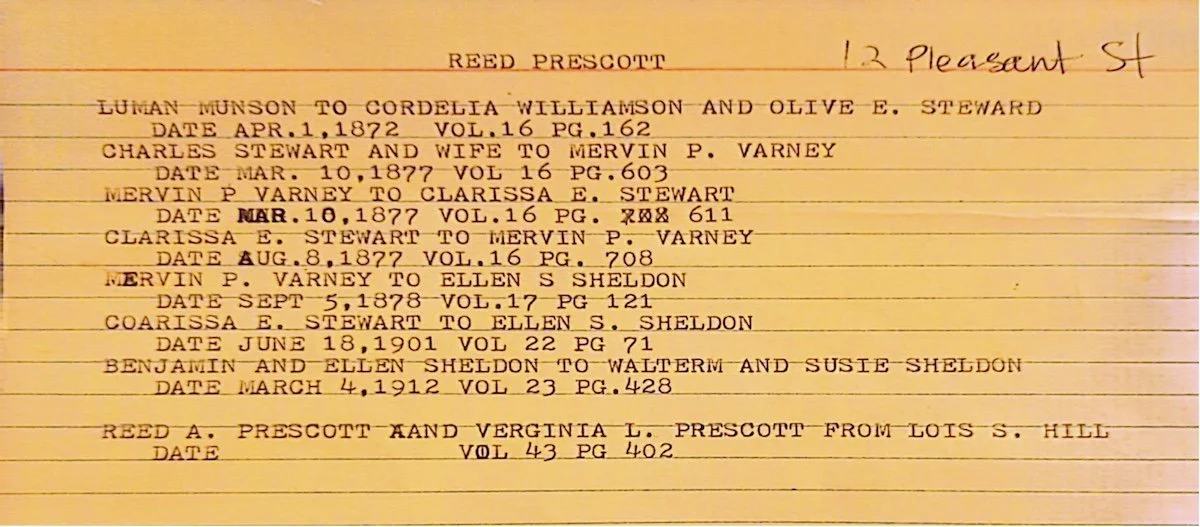 REED PRESCOTT 12 Pleasant St
LUMAN MUNSON TO CORDELIA WILLIAMSON AND OLIVE E. STEWARD
DATE APR.1,1872 VOL.16 PG.162
CHARLES STEWART AND WIFE TO MERVIN P. VARNEY
DATE MAR. 10,1877 VOL 16 PG.603
MERVIN P VARNEY TO CLARISSA E. STEWART
DATE MAR.10,1877 VOL.16 PG. 611
CLARISSA E. STEWART TO MERVIN P. VARNEY
DATE AUG.8,1877 VOL.16 PG. 708
MERVIN P. VARNEY TO ELLEN S SHELDON
DATE SEPT 5,1878 VOL.17 PG 121
COARISSA E. STEWART TO ELLEN S. SHELDON
DATE JUNE 18,1901 VOL 22 PG 71
BENJAMIN AND ELLEN SHELDON TO WALTERM AND SUSIE SHELDON
DATE MARCH 4,1912 VOL 23 PG.428
REED A. PRESCOTT AAND VERGINIA L. PRESCOTT FROM LOIS S. HILL
DATE VOL 43 PG 402